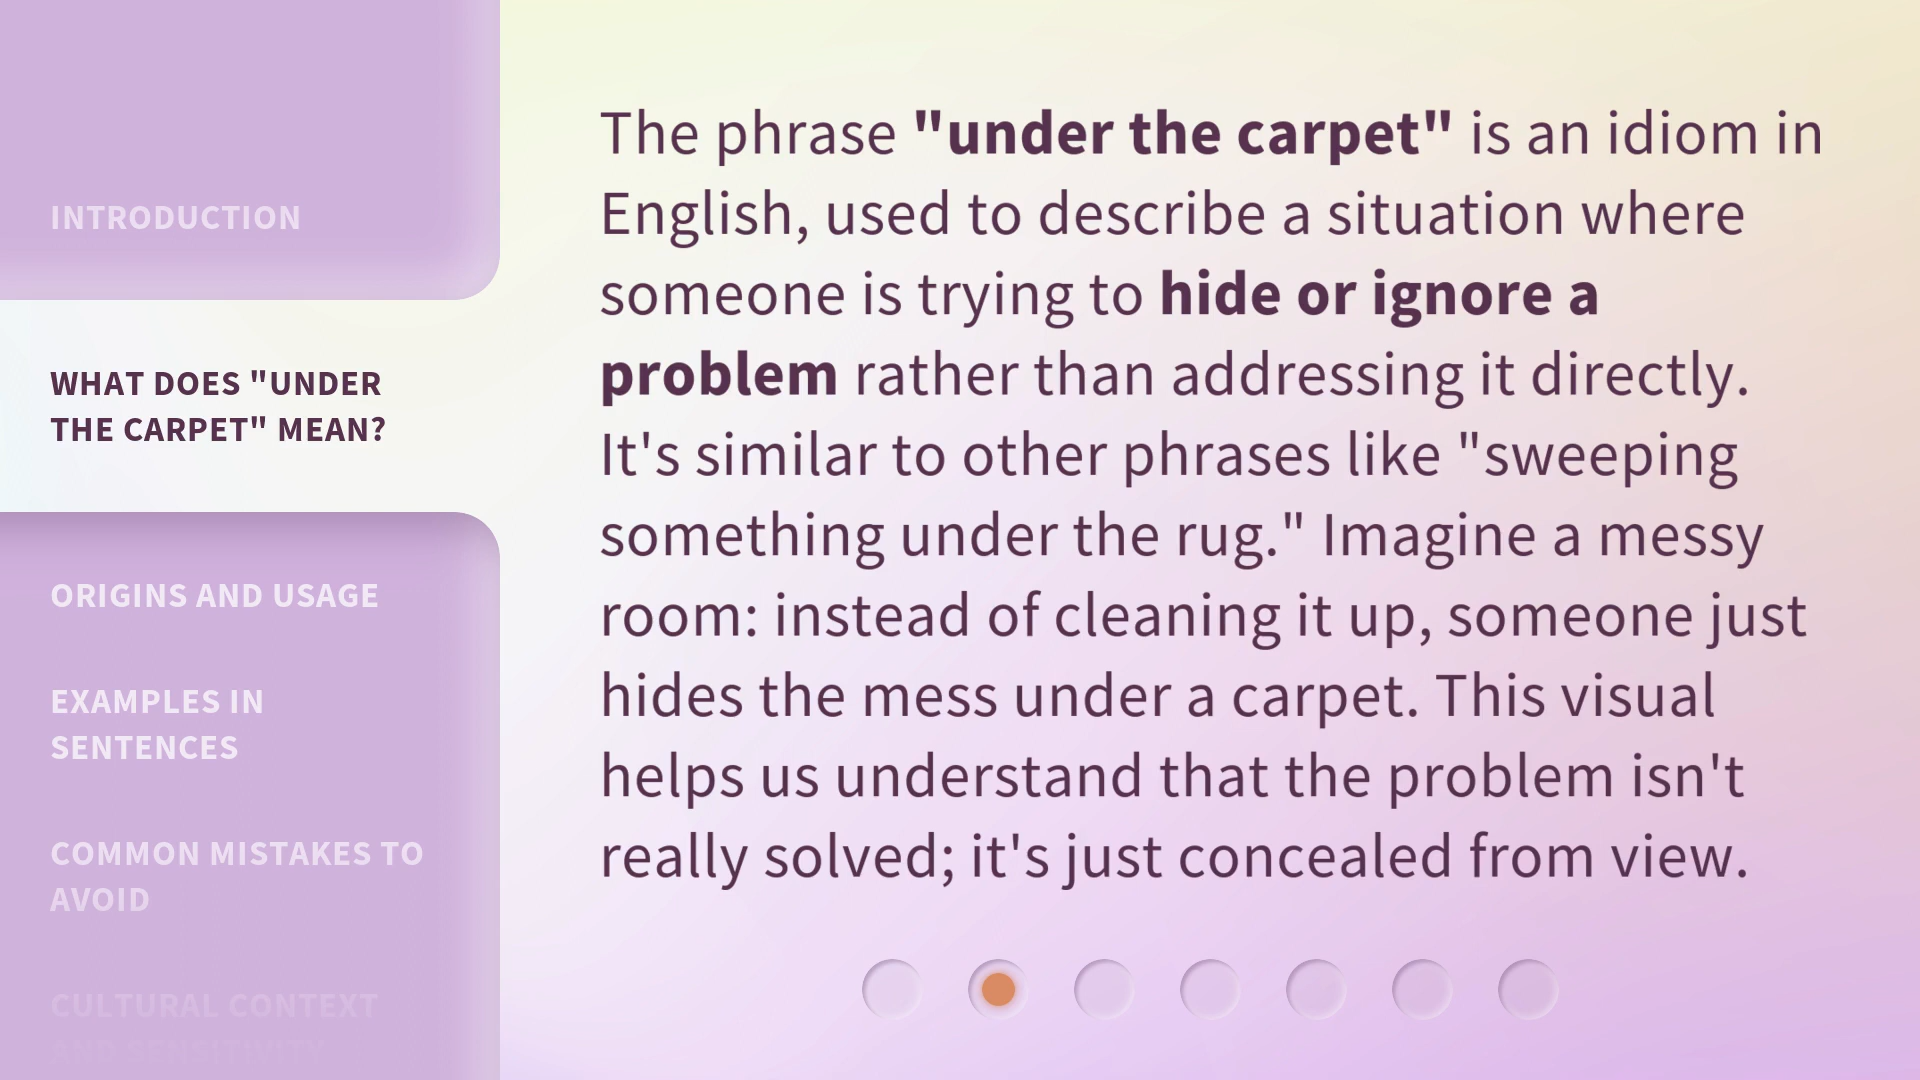 INTRODUCTION
WHAT DOES "UNDER
THE CARPET" MEAN?
ORIGINS AND USAGE
EXAMPLES IN
SENTENCES
COMMON MISTAKES TO
AVOID
CULTURAL CONTEXT
AND SENSITIVITY
The phrase "under the carpet" is an idiom in
English, used to describe a situation where
someone is trying to hide or ignore a
problem rather than addressing it directly.
It's similar to other phrases like "sweeping
something under the rug." Imagine a messy
room: instead of cleaning it up, someone just
hides the mess under a carpet. This visual
helps us understand that the problem isn't
really solved; it's just concealed from view.